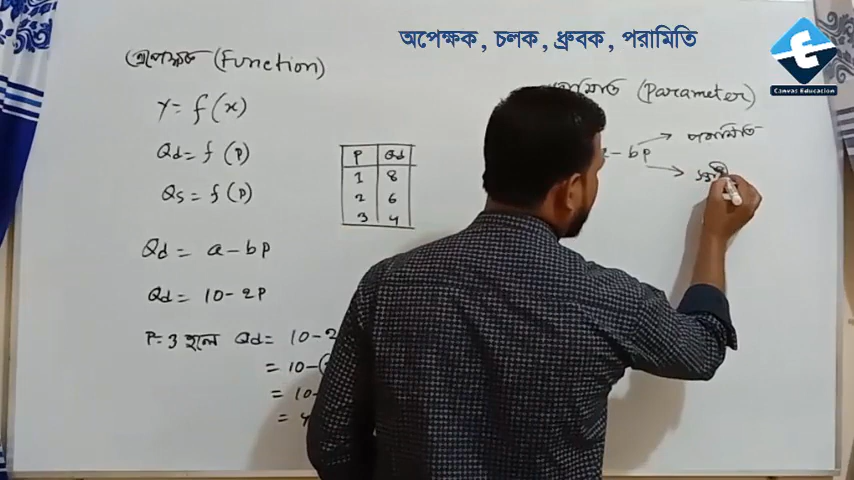 অপেক্ষক, চলক, ধ্রুবক, পরামিতি
Canvas Education
অপেক্ষক (Function)
Y = f(x)
Qd = f(P)
Qs = f(P)
Qd = a - bP
Qd = 10 - 2P
P = 3 হলে Qd = 10 - 2
= 10 - (
= 10 -
= 4
P Qd
1 8
2 6
3 4
(Parameter)
- bP → পরামিতি
→